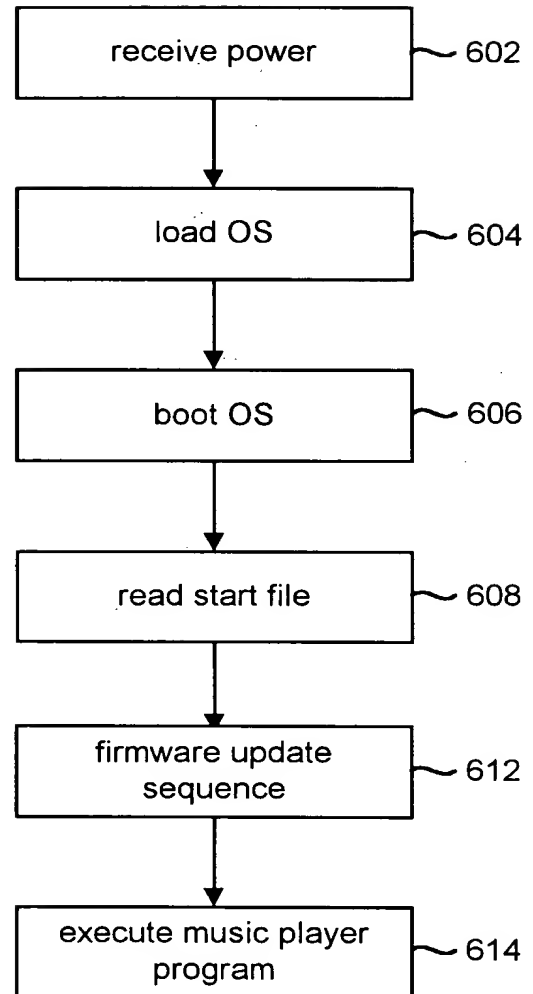 receive power
602
load OS
604
boot OS
606
read start file
608
firmware update
sequence
612
execute music player
program
614